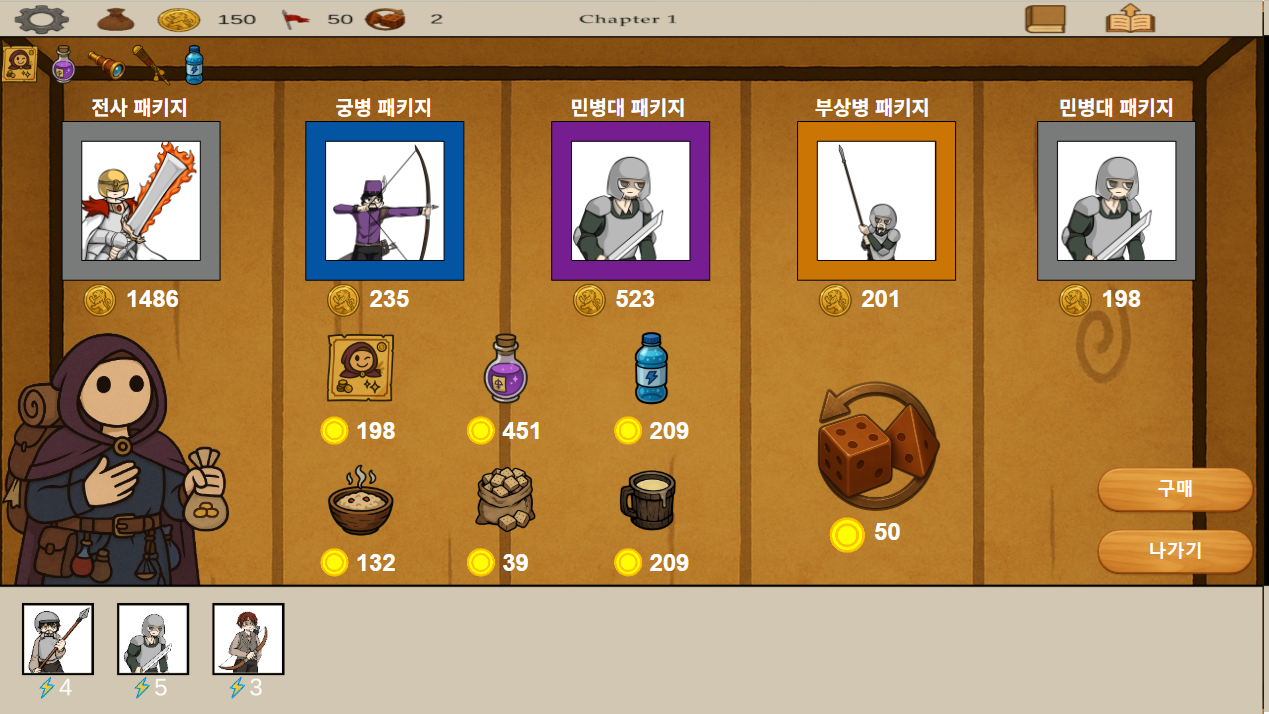 150 50 2 Chapter 1
전사 패키지 궁병 패키지 민병대 패키지 부상병 패키지 민병대 패키지
1486 235 523 201 198
198 451 209
구매
50
나가기
132 39 209
4 5 3